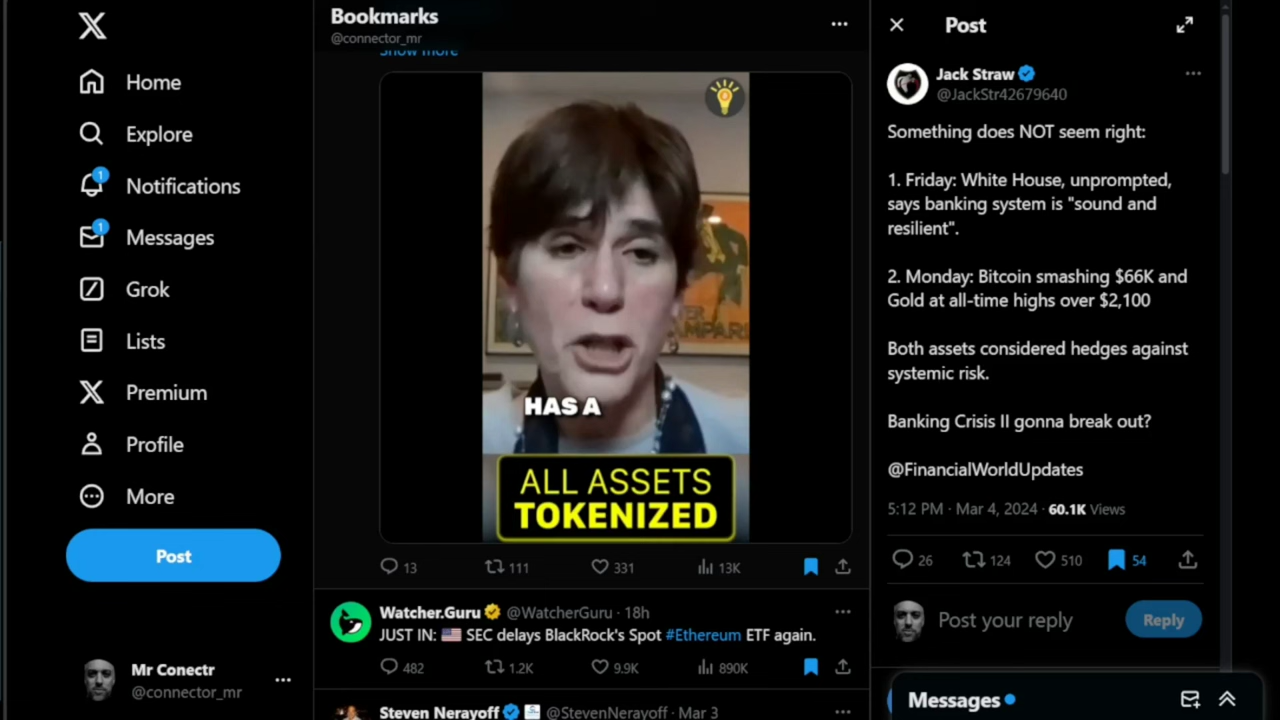 Home
Explore
1
Notifications
1
Messages
Grok
Lists
Premium
Profile
More
Post
Mr Conectr
@connector_mr
Bookmarks
@connector_mr
Show more
HAS A
ALL ASSETS
TOKENIZED
13
111
331
13K
Watcher.Guru @WatcherGuru · 18h
JUST IN: 🇺🇸 SEC delays BlackRock's Spot #Ethereum ETF again.
482
1.2K
9.9K
890K
Steven Nerayoff @StevenNerayoff · Mar 3
Post
Jack Straw
@JackStr42679640
Something does NOT seem right:
1. Friday: White House, unprompted,
says banking system is "sound and
resilient".
2. Monday: Bitcoin smashing $66K and
Gold at all-time highs over $2,100
Both assets considered hedges against
systemic risk.
Banking Crisis II gonna break out?
@FinancialWorldUpdates
5:12 PM · Mar 4, 2024 · 60.1K Views
26
124
510
54
Post your reply
Reply
Messages